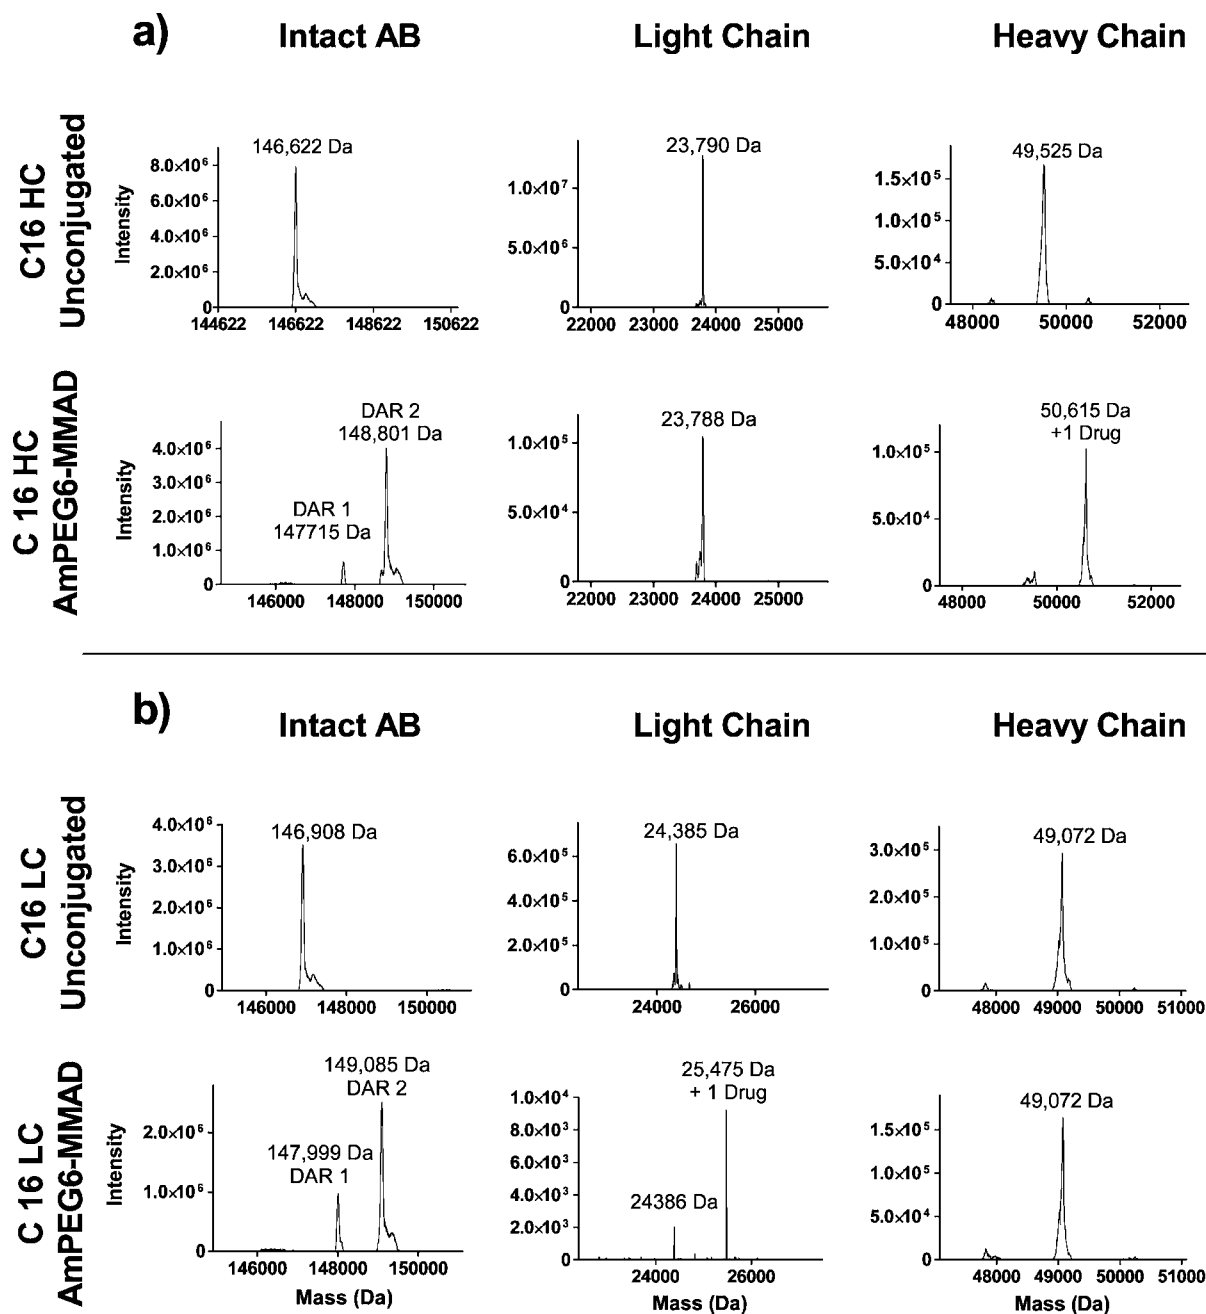 a)
Intact AB
Light Chain
Heavy Chain
C16 HC
Unconjugated
Intensity
8.0×10⁶
6.0×10⁶
4.0×10⁶
2.0×10⁶
0
146,622 Da
144622 146622 148622 150622
1.0×10⁷
5.0×10⁶
0
23,790 Da
22000 23000 24000 25000
1.5×10⁵
1.0×10⁵
5.0×10⁴
0
49,525 Da
48000 50000 52000
C 16 HC
AmPEG6-MMAD
Intensity
4.0×10⁶
3.0×10⁶
2.0×10⁶
1.0×10⁶
0
DAR 2
148,801 Da
DAR 1
147715 Da
146000 148000 150000
1.0×10⁵
5.0×10⁴
0
23,788 Da
22000 23000 24000 25000
1.0×10⁵
5.0×10⁴
0
50,615 Da
+1 Drug
48000 50000 52000
b)
Intact AB
Light Chain
Heavy Chain
C16 LC
Unconjugated
Intensity
4.0×10⁶
3.0×10⁶
2.0×10⁶
1.0×10⁶
0
146,908 Da
146000 148000 150000
6.0×10⁵
4.0×10⁵
2.0×10⁵
0
24,385 Da
24000 26000
3.0×10⁵
2.0×10⁵
1.0×10⁵
0
49,072 Da
48000 49000 50000 51000
C 16 LC
AmPEG6-MMAD
Intensity
2.0×10⁶
1.0×10⁶
0
149,085 Da
DAR 2
147,999 Da
DAR 1
146000 148000 150000
Mass (Da)
1.0×10⁴
8.0×10³
6.0×10³
4.0×10³
2.0×10³
0
25,475 Da
+ 1 Drug
24386 Da
24000 26000
Mass (Da)
1.5×10⁵
1.0×10⁵
5.0×10⁴
0
49,072 Da
48000 49000 50000 51000
Mass (Da)